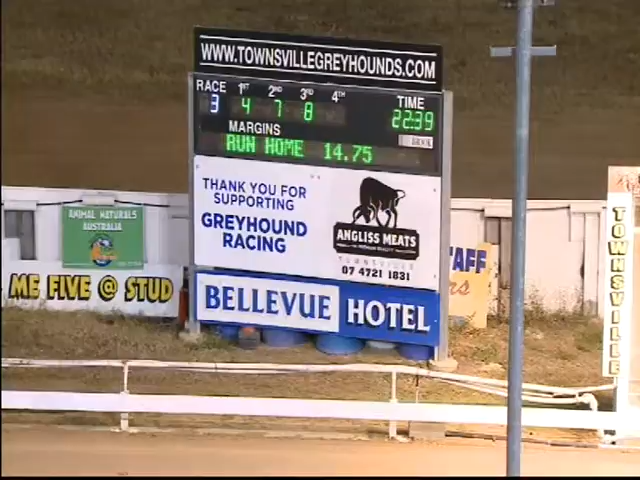 WWW.TOWNSVILLEGREYHOUNDS.COM
RACE 1ST 2ND 3RD 4TH TIME
3 4 7 8 22:39
MARGINS
RUN HOME 14.75
THANK YOU FOR
SUPPORTING
GREYHOUND
RACING
ANGLISS MEATS
TOWNSVILLE
07 4721 1831
BELLEVUE HOTEL
ANIMAL NATURALS
AUSTRALIA
ME FIVE @ STUD
STAFF
TOWNSVILLE